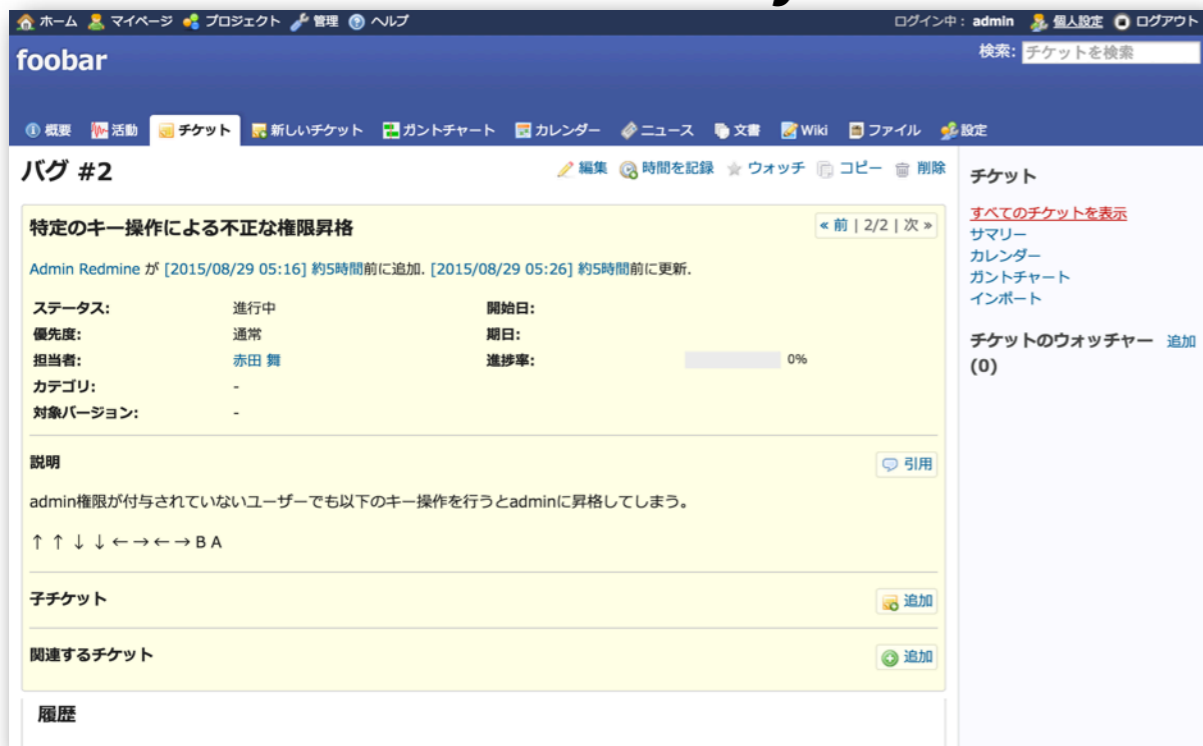 ホーム マイページ プロジェクト 管理 ヘルプ ログイン中: admin 個人設定 ログアウト
foobar 検索: チケットを検索
概要 活動 チケット 新しいチケット ガントチャート カレンダー ニュース 文書 Wiki ファイル 設定
バグ #2 編集 時間を記録 ウォッチ コピー 削除
特定のキー操作による不正な権限昇格 « 前 | 2/2 | 次 »
Admin Redmine が [2015/08/29 05:16] 約5時間前に追加. [2015/08/29 05:26] 約5時間前に更新.
ステータス: 進行中 開始日:
優先度: 通常 期日:
担当者: 赤田 舞 進捗率: 0%
カテゴリ: -
対象バージョン: -
説明 引用
admin権限が付与されていないユーザーでも以下のキー操作を行うとadminに昇格してしまう。
↑ ↑ ↓ ↓ ← → ← → B A
子チケット 追加
関連するチケット 追加
履歴
チケット
すべてのチケットを表示
サマリー
カレンダー
ガントチャート
インポート
チケットのウォッチャー 追加
(0)